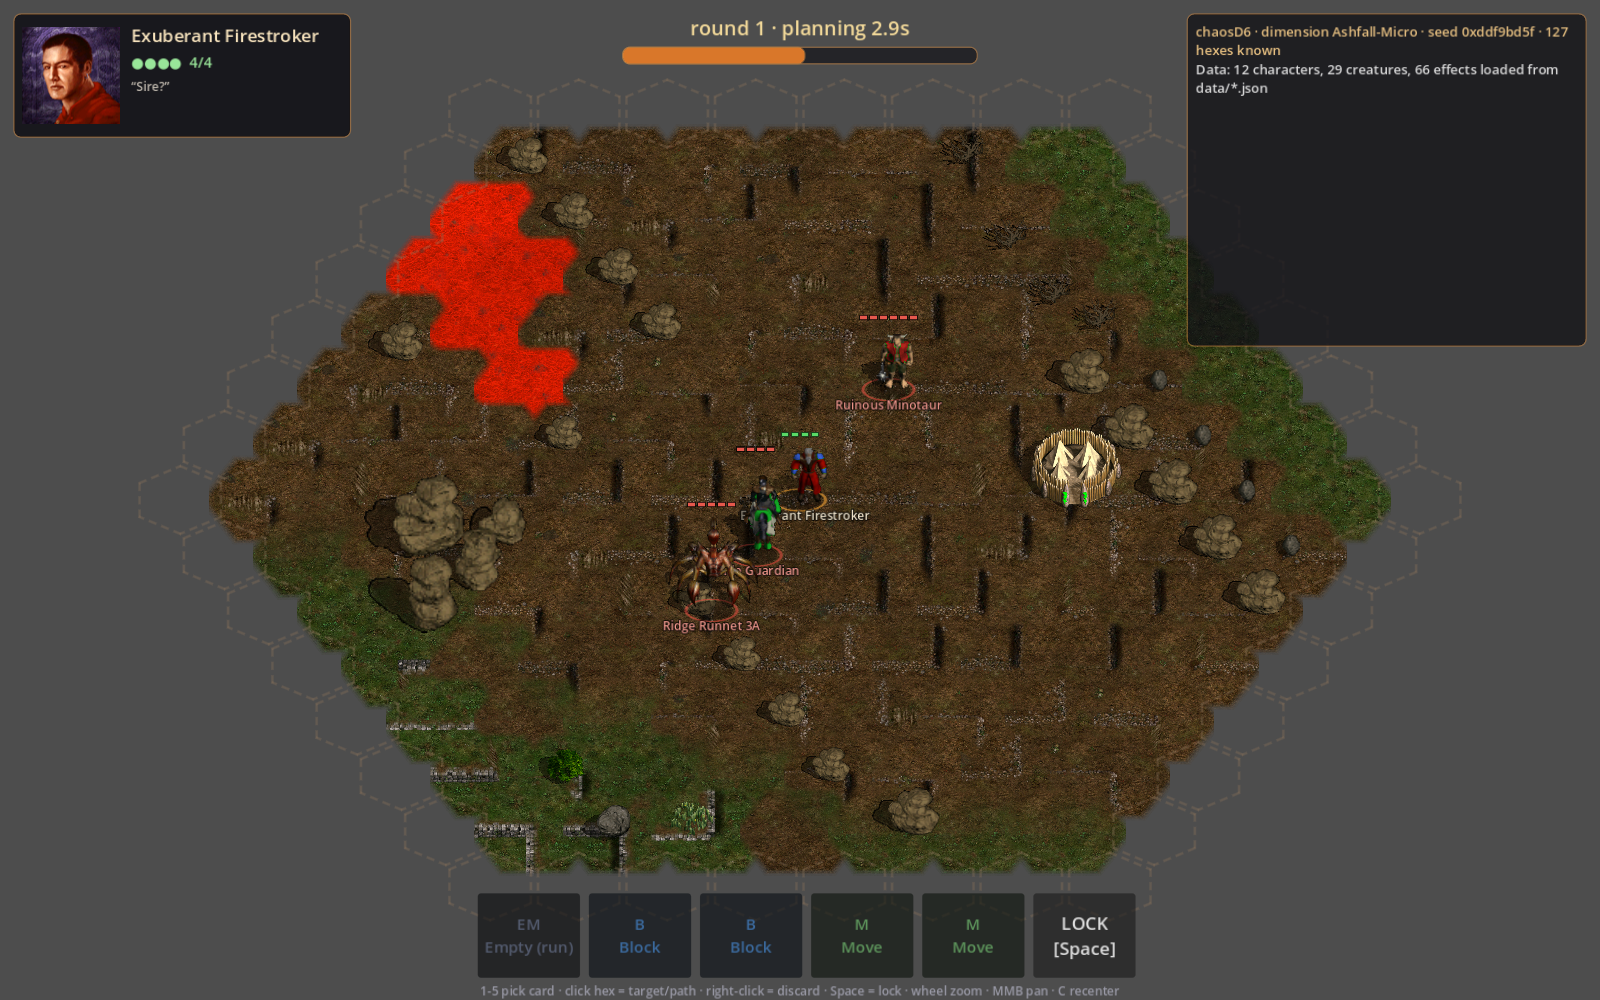 Exuberant Firestroker
4/4
“Sire?”
round 1 · planning 2.9s
chaosD6 · dimension Ashfall-Micro · seed 0xddf9bd5f · 127
hexes known
Data: 12 characters, 29 creatures, 66 effects loaded from
data/*.json
Ruinous Minotaur
ant Firestroker
Guardian
Ridge Runnet 3A
EM
Empty (run)
B
Block
B
Block
M
Move
M
Move
LOCK
[Space]
1-5 pick card · click hex = target/path · right-click = discard · Space = lock · wheel zoom · MMB pan · C recenter